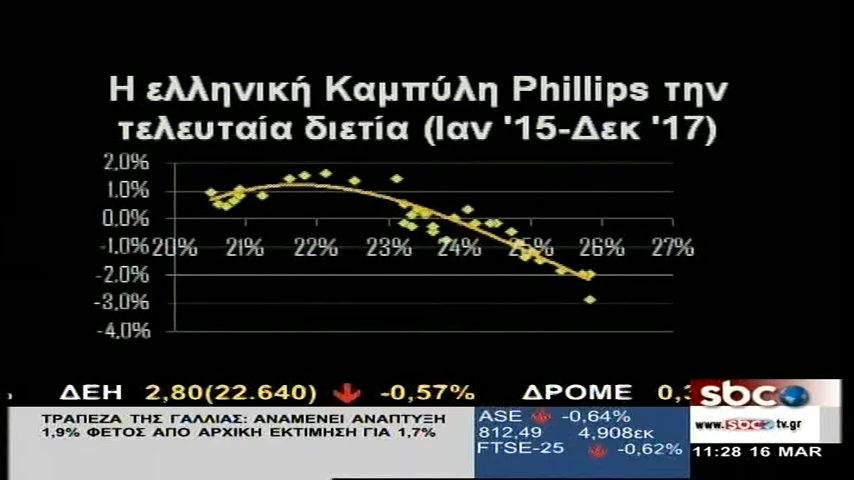 Η ελληνική Καμπύλη Phillips την
τελευταία διετία (Ιαν '15-Δεκ '17)
2,0%
1,0%
0,0%
-1,0%
20% 21% 22% 23% 24% 25% 26% 27%
-2,0%
-3,0%
-4,0%
ΔΕΗ 2,80(22.640) -0,57% ΔΡΟΜΕ
sbc
ΤΡΑΠΕΖΑ ΤΗΣ ΓΑΛΛΙΑΣ: ΑΝΑΜΕΝΕΙ ΑΝΑΠΤΥΞΗ
1,9% ΦΕΤΟΣ ΑΠΟ ΑΡΧΙΚΗ ΕΚΤΙΜΗΣΗ ΓΙΑ 1,7%
ASE -0,64%
812,49 4,908εκ
FTSE-25 -0,62%
www.sbctv.gr
11:28 16 MAR